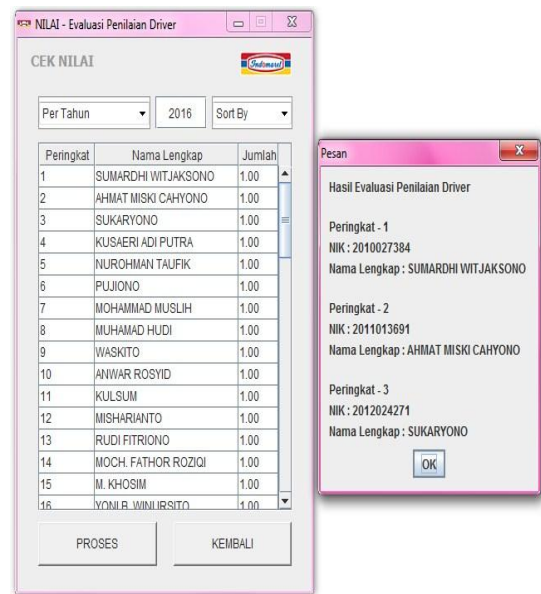 NILAI - Evaluasi Penilaian Driver
CEK NILAI
Indomaret
Per Tahun 2016 Sort By
Peringkat Nama Lengkap Jumlah
1 SUMARDHI WITJAKSONO 1.00
2 AHMAT MISKI CAHYONO 1.00
3 SUKARYONO 1.00
4 KUSAERI ADI PUTRA 1.00
5 NUROHMAN TAUFIK 1.00
6 PUJIONO 1.00
7 MOHAMMAD MUSLIH 1.00
8 MUHAMAD HUDI 1.00
9 WASKITO 1.00
10 ANWAR ROSYID 1.00
11 KULSUM 1.00
12 MISHARIANTO 1.00
13 RUDI FITRIONO 1.00
14 MOCH. FATHOR ROZIQI 1.00
15 M. KHOSIM 1.00
16 YONI B. WINURSITO 1.00
PROSES KEMBALI
Pesan
Hasil Evaluasi Penilaian Driver
Peringkat - 1
NIK : 2010027384
Nama Lengkap : SUMARDHI WITJAKSONO
Peringkat - 2
NIK : 2011013691
Nama Lengkap : AHMAT MISKI CAHYONO
Peringkat - 3
NIK : 2012024271
Nama Lengkap : SUKARYONO
OK